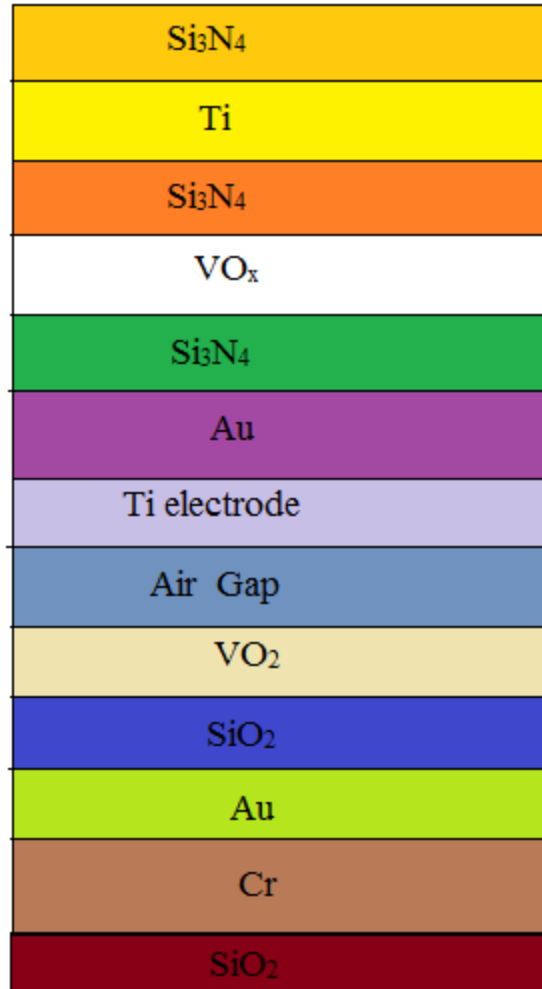 Si₃N₄
Ti
Si₃N₄
VOₓ
Si₃N₄
Au
Ti electrode
Air Gap
VO₂
SiO₂
Au
Cr
SiO₂